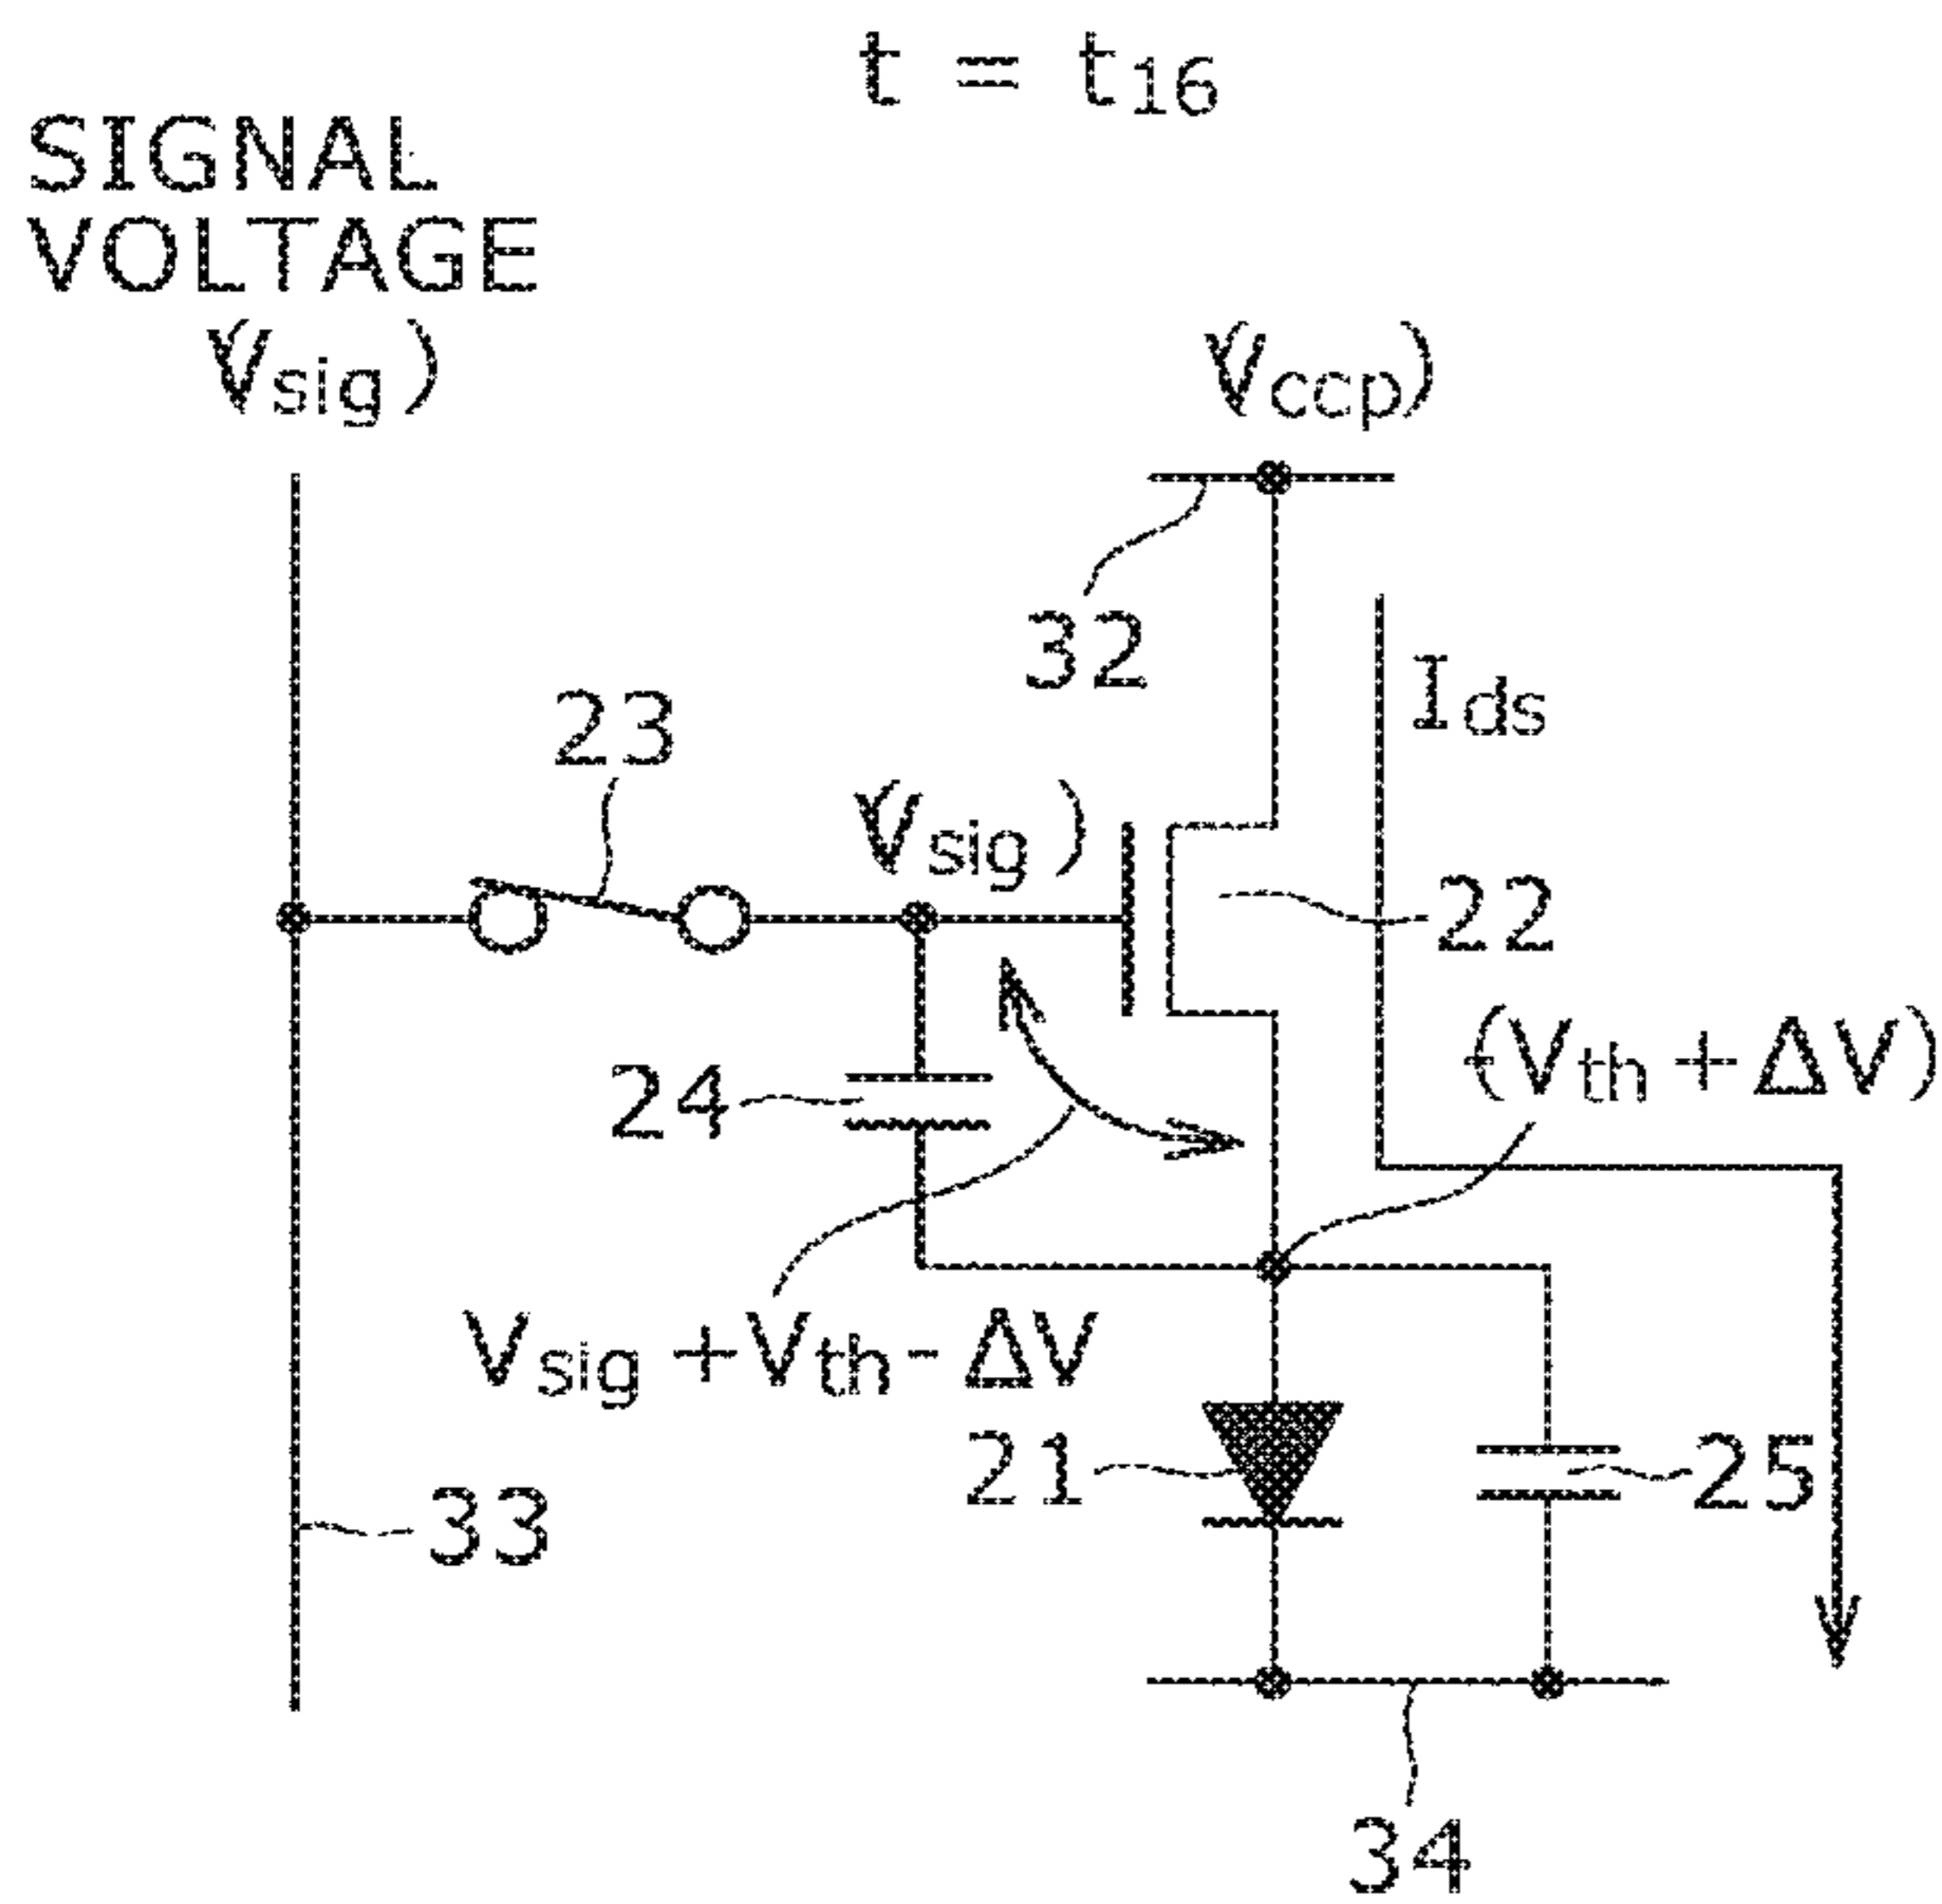 t = t16
SIGNAL
VOLTAGE
(Vsig)
(Vccp)
32
Ids
23
(Vsig)
22
-(Vth+ΔV)
24
Vsig+Vth-ΔV
21
25
33
34